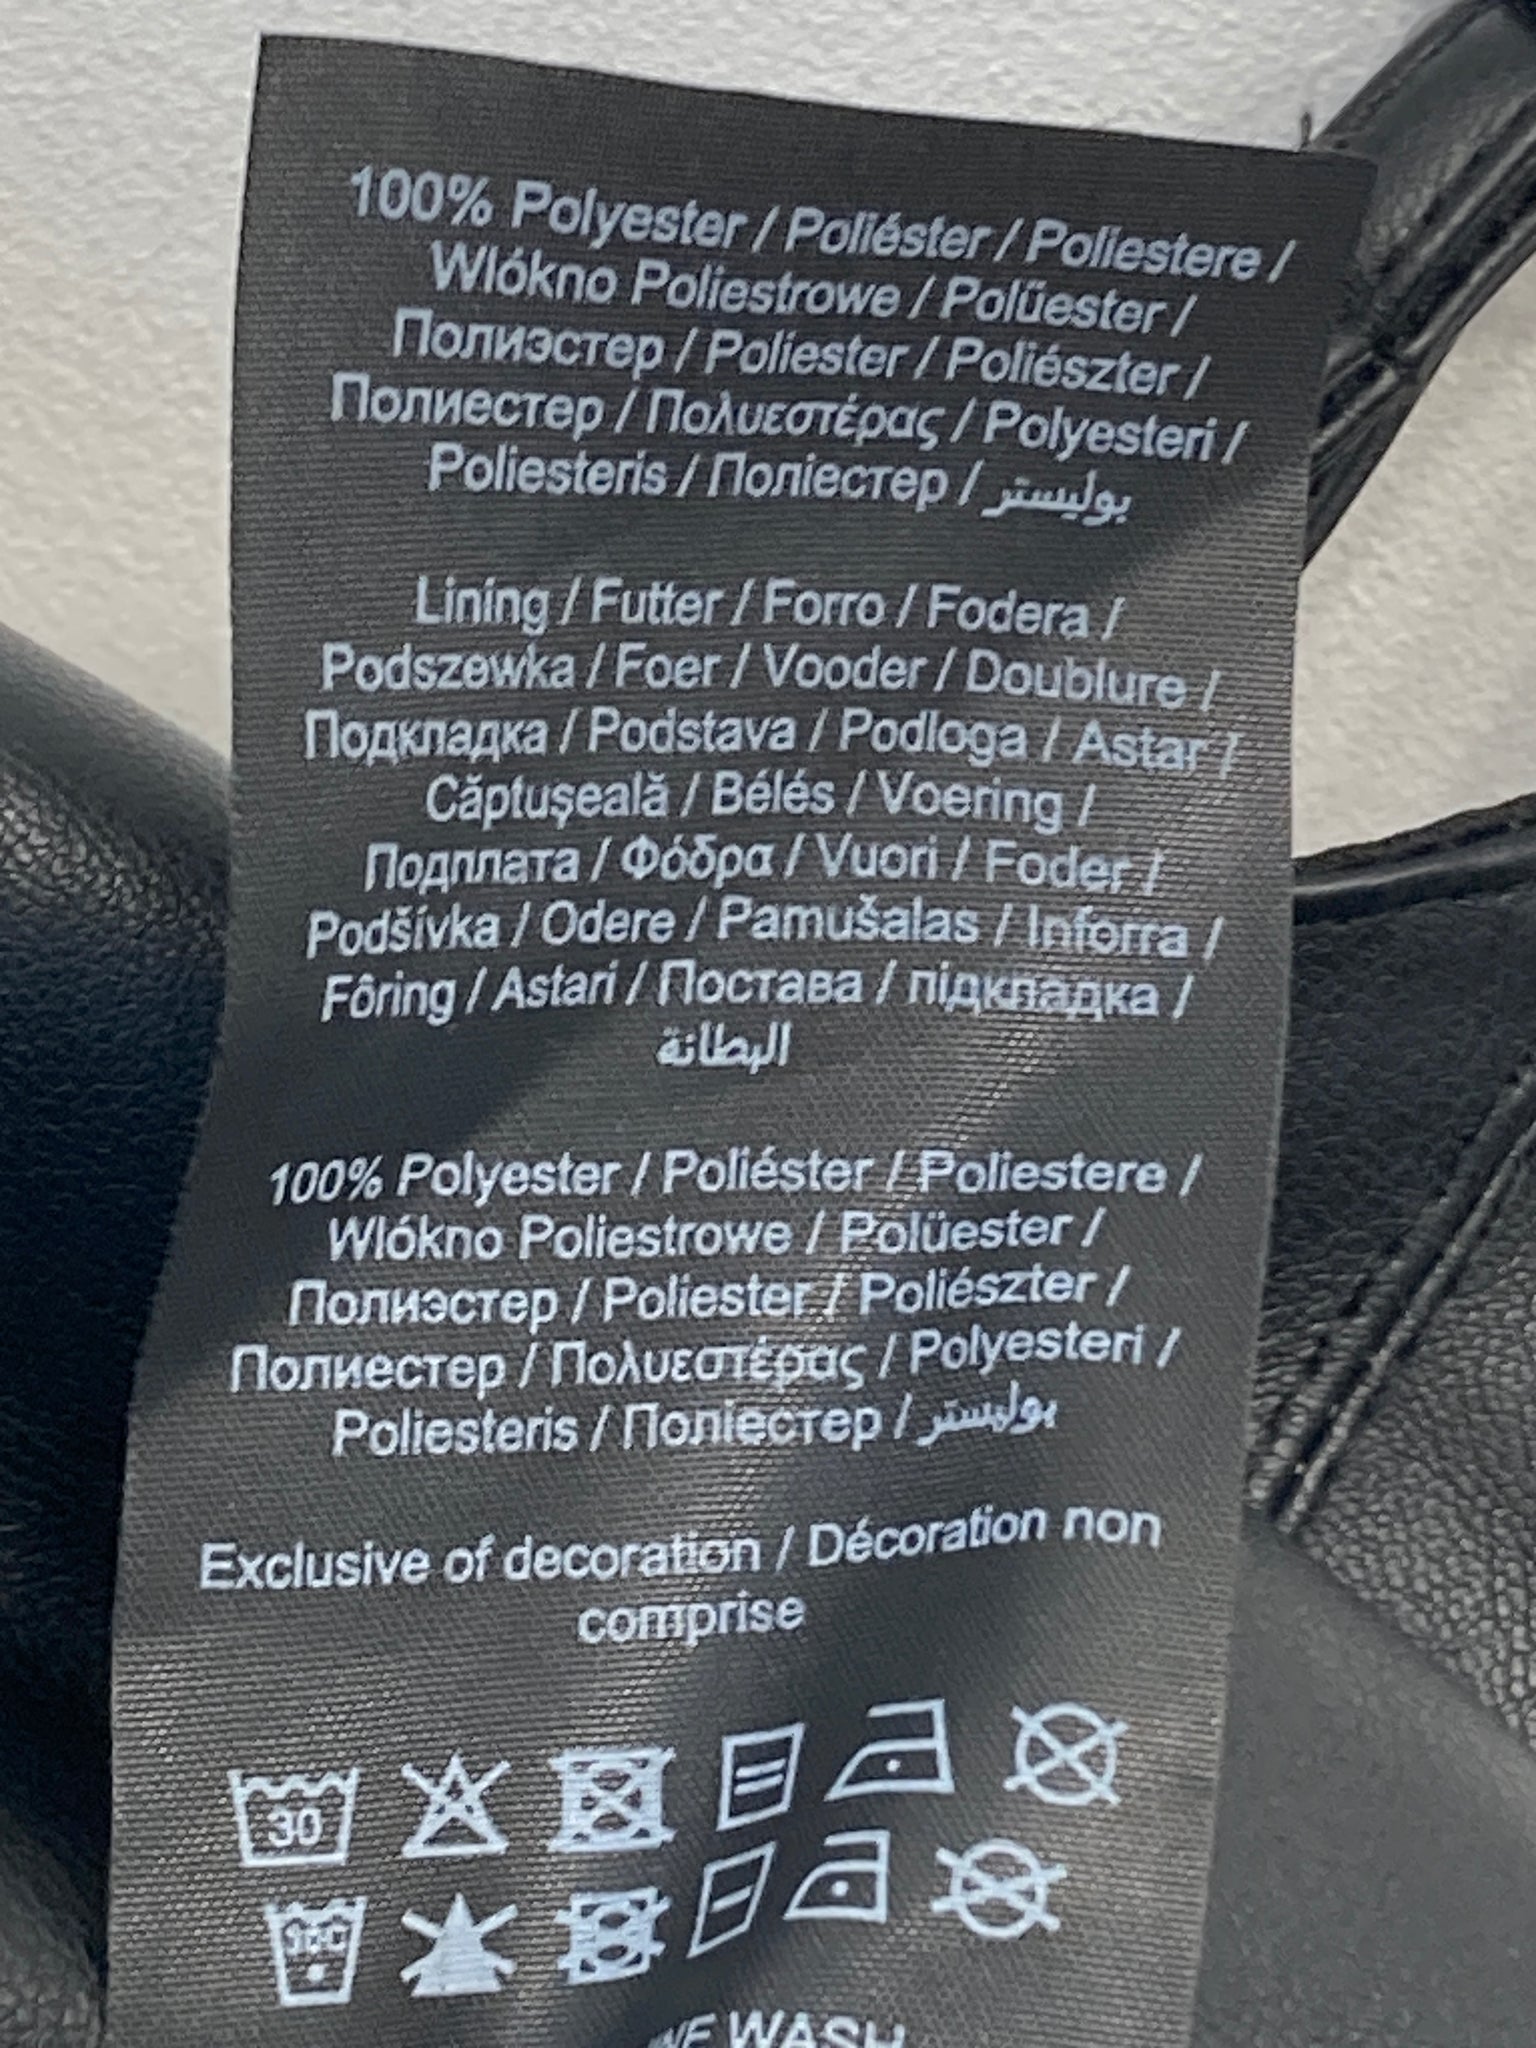 100% Polyester / Poliéster / Poliestere /
Wlókno Poliestrowe / Polüester /
Полиэстер / Poliester / Poliészter /
Полиестер / Πολυεστέρας / Polyesteri /
Poliesteris / Поліестер / بوليستر
Lining / Futter / Forro / Fodera /
Podszewka / Foer / Vooder / Doublure /
Подкладка / Podstava / Podloga / Astar /
Căptuşeală / Bélés / Voering /
Подплата / Φόδρα / Vuori / Foder /
Podšívka / Odere / Pamušalas / Inforra /
Fôring / Astari / Постава / підкладка /
البطانة
100% Polyester / Poliéster / Poliestere /
Wlókno Poliestrowe / Polüester /
Полиэстер / Poliester / Poliészter /
Полиестер / Πολυεστέρας / Polyesteri /
Poliesteris / Поліестер / بوليستر
Exclusive of decoration / Décoration non
comprise
30
WASH